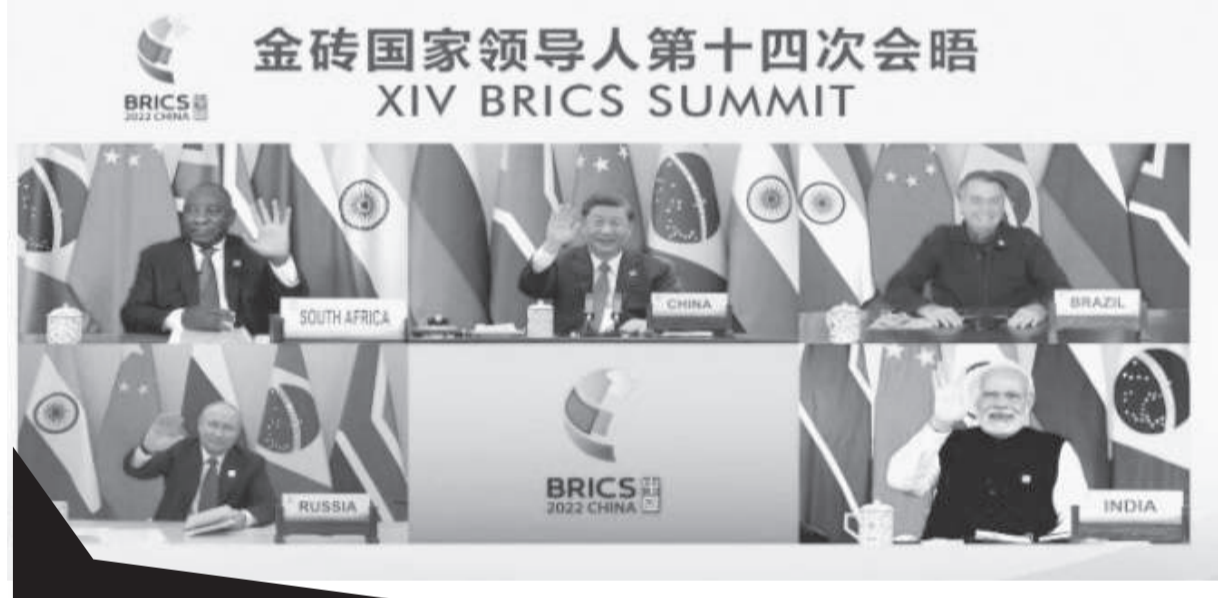 金砖国家领导人第十四次会晤
XIV BRICS SUMMIT
BRICS
2022 CHINA
SOUTH AFRICA
CHINA
BRAZIL
RUSSIA
BRICS
2022 CHINA
INDIA